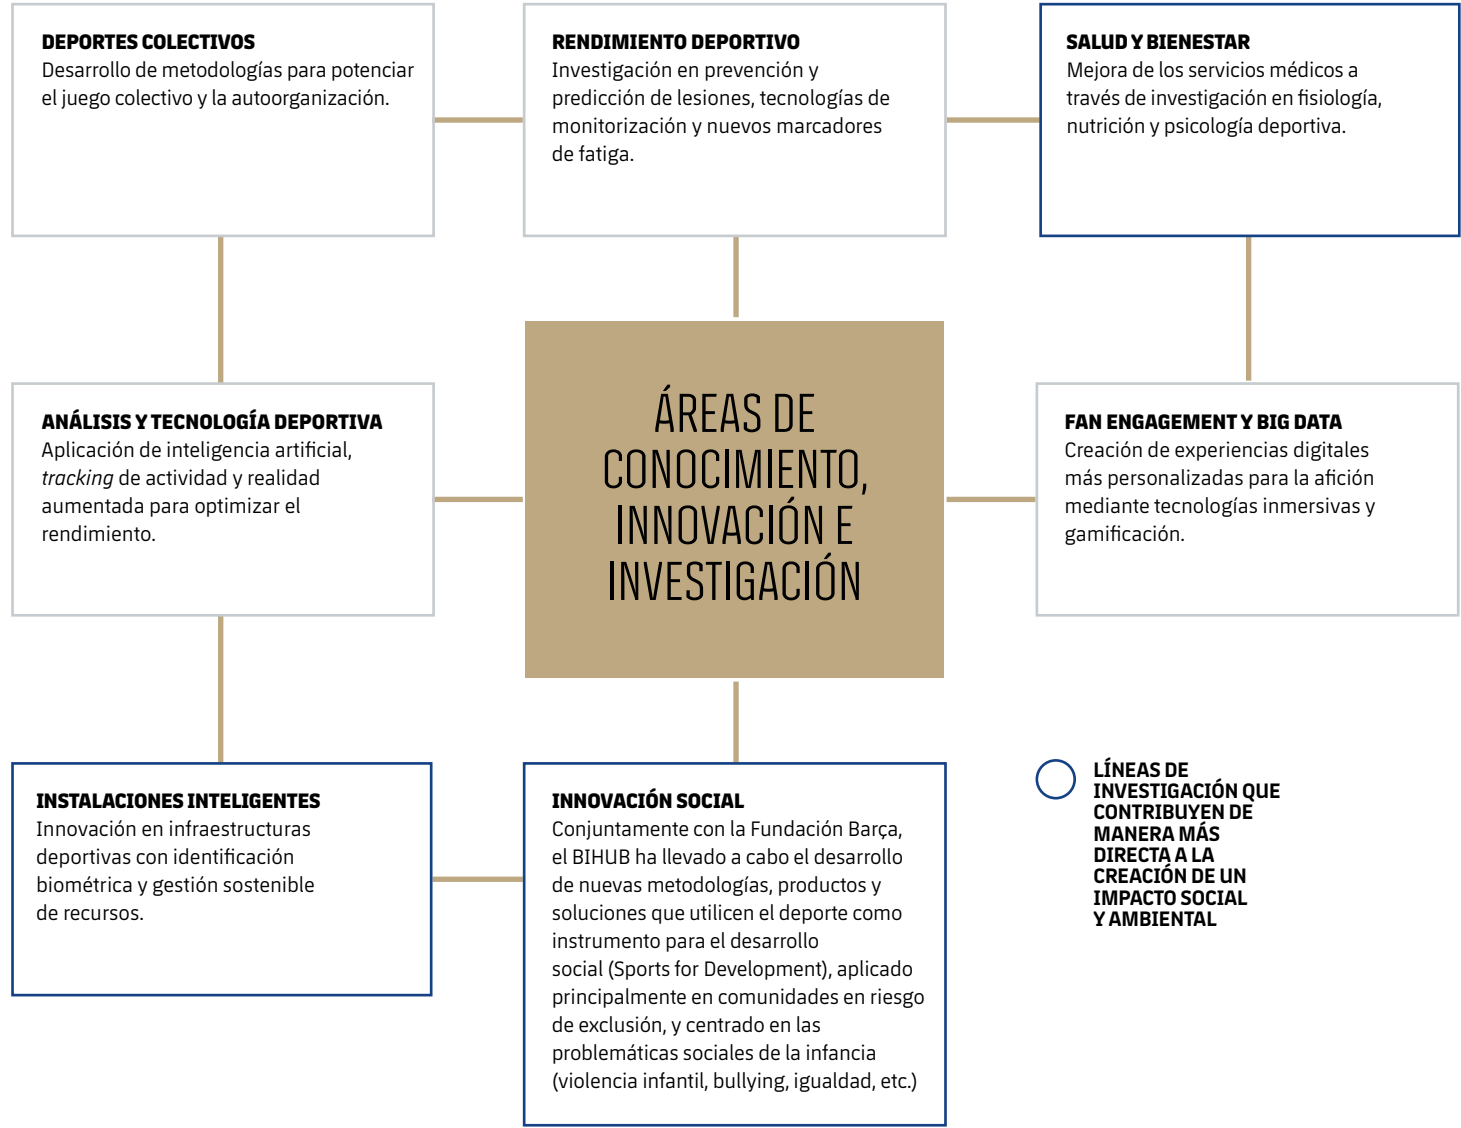 DEPORTES COLECTIVOS
Desarrollo de metodologías para potenciar
el juego colectivo y la autoorganización.
RENDIMIENTO DEPORTIVO
Investigación en prevención y
predicción de lesiones, tecnologías de
monitorización y nuevos marcadores
de fatiga.
SALUD Y BIENESTAR
Mejora de los servicios médicos a
través de investigación en fisiología,
nutrición y psicología deportiva.
ANÁLISIS Y TECNOLOGÍA DEPORTIVA
Aplicación de inteligencia artificial,
tracking de actividad y realidad
aumentada para optimizar el
rendimiento.
ÁREAS DE
CONOCIMIENTO,
INNOVACIÓN E
INVESTIGACIÓN
FAN ENGAGEMENT Y BIG DATA
Creación de experiencias digitales
más personalizadas para la afición
mediante tecnologías inmersivas y
gamificación.
INSTALACIONES INTELIGENTES
Innovación en infraestructuras
deportivas con identificación
biométrica y gestión sostenible
de recursos.
INNOVACIÓN SOCIAL
Conjuntamente con la Fundación Barça,
el BIHUB ha llevado a cabo el desarrollo
de nuevas metodologías, productos y
soluciones que utilicen el deporte como
instrumento para el desarrollo
social (Sports for Development), aplicado
principalmente en comunidades en riesgo
de exclusión, y centrado en las
problemáticas sociales de la infancia
(violencia infantil, bullying, igualdad, etc.)
LÍNEAS DE
INVESTIGACIÓN QUE
CONTRIBUYEN DE
MANERA MÁS
DIRECTA A LA
CREACIÓN DE UN
IMPACTO SOCIAL
Y AMBIENTAL